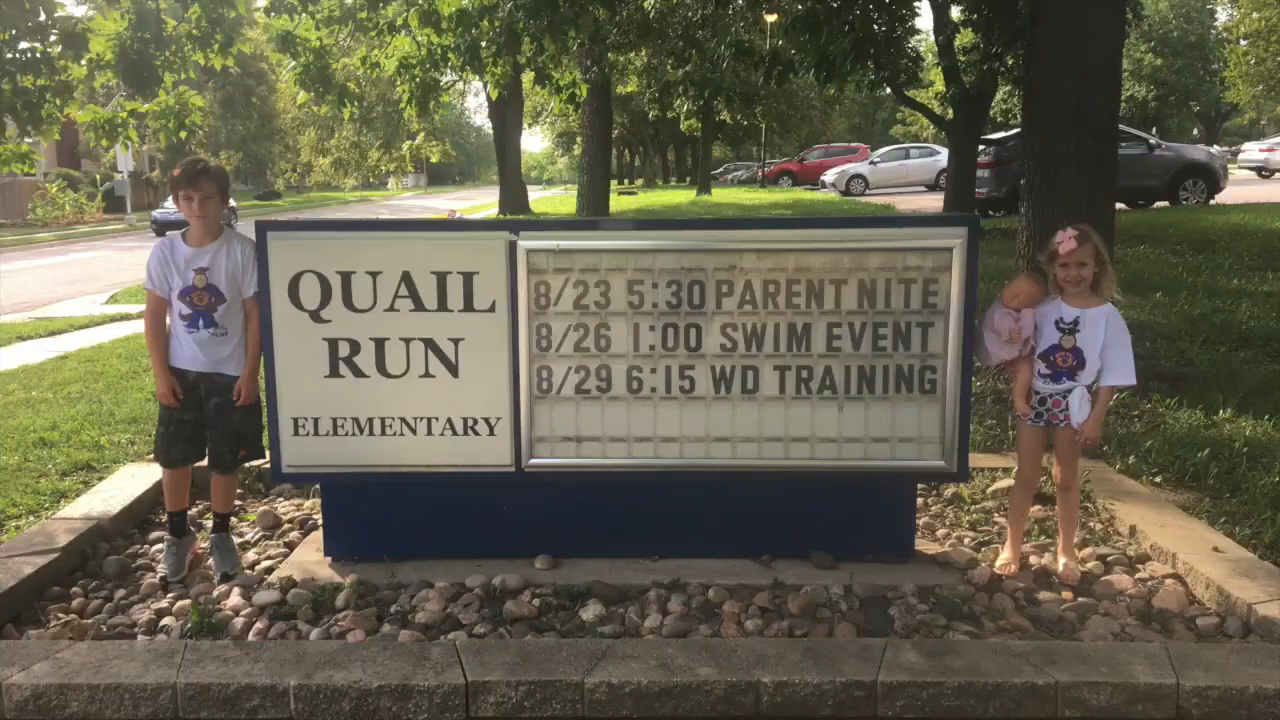 QUAIL
RUN
ELEMENTARY
8/23 5:30 PARENT NITE
8/26 1:00 SWIM EVENT
8/29 6:15 WD TRAINING